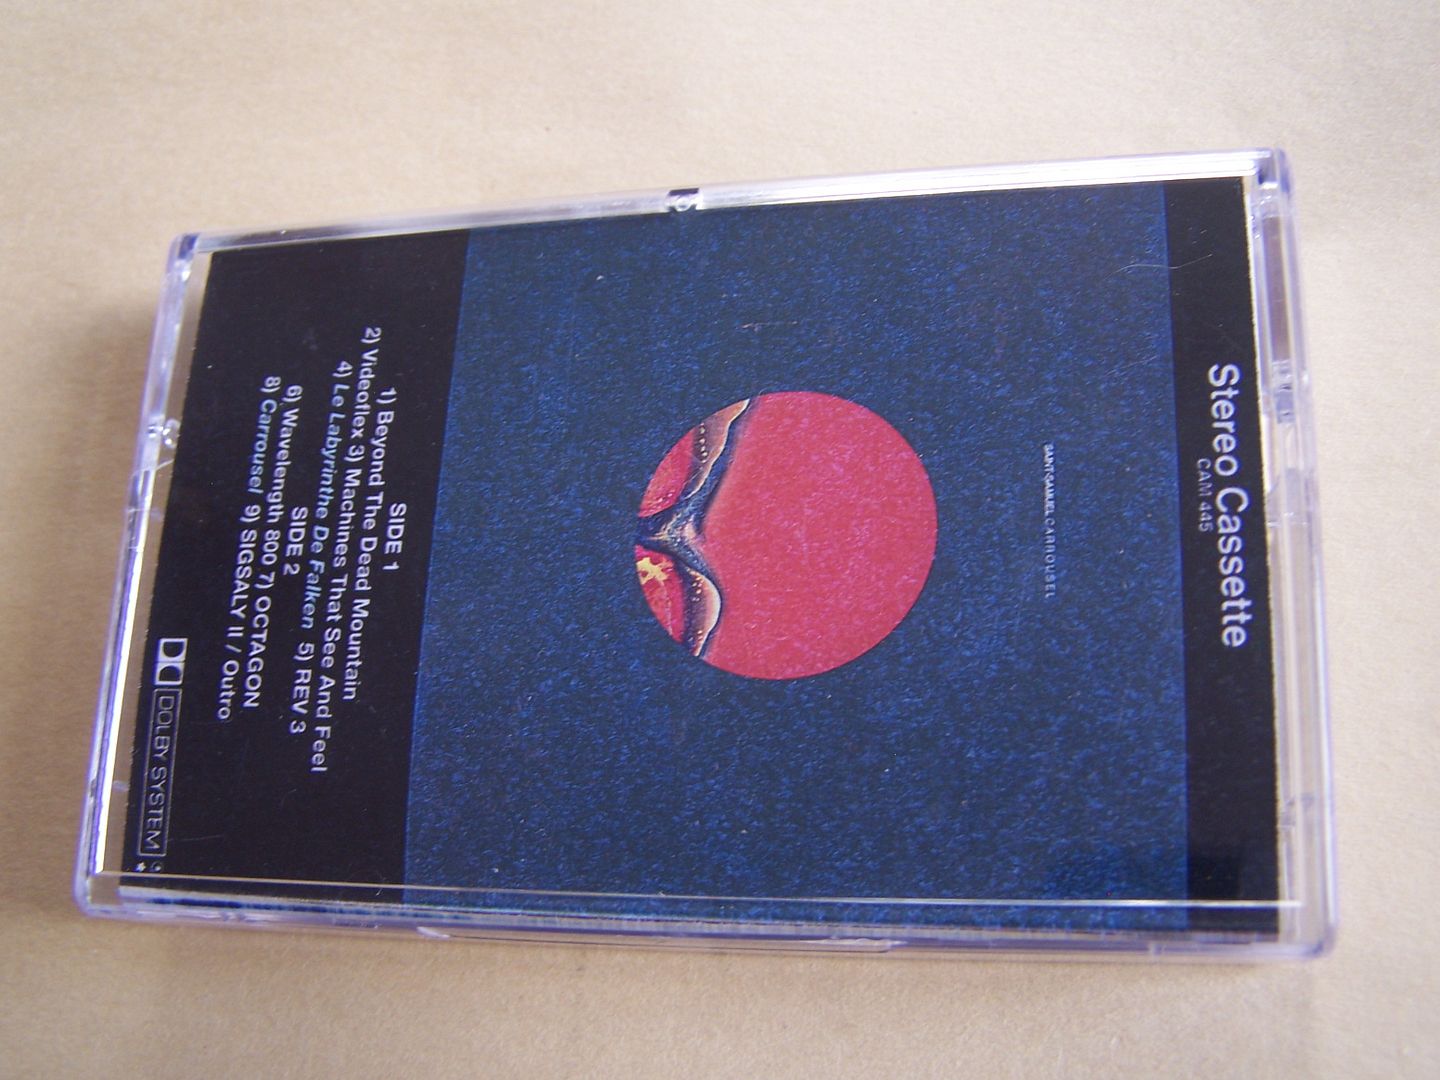 Stereo Cassette
CAM 445
SAINT-SAMUEL CARROUSEL
SIDE 1
1) Beyond The Dead Mountain
2) Videoflex 3) Machines That See And Feel
4) Le Labyrinthe De Falken 5) REV 3
SIDE 2
6) Wavelength 800 7) OCTAGON
8) Carrousel 9) SIGSALY II / Outro
DOLBY SYSTEM